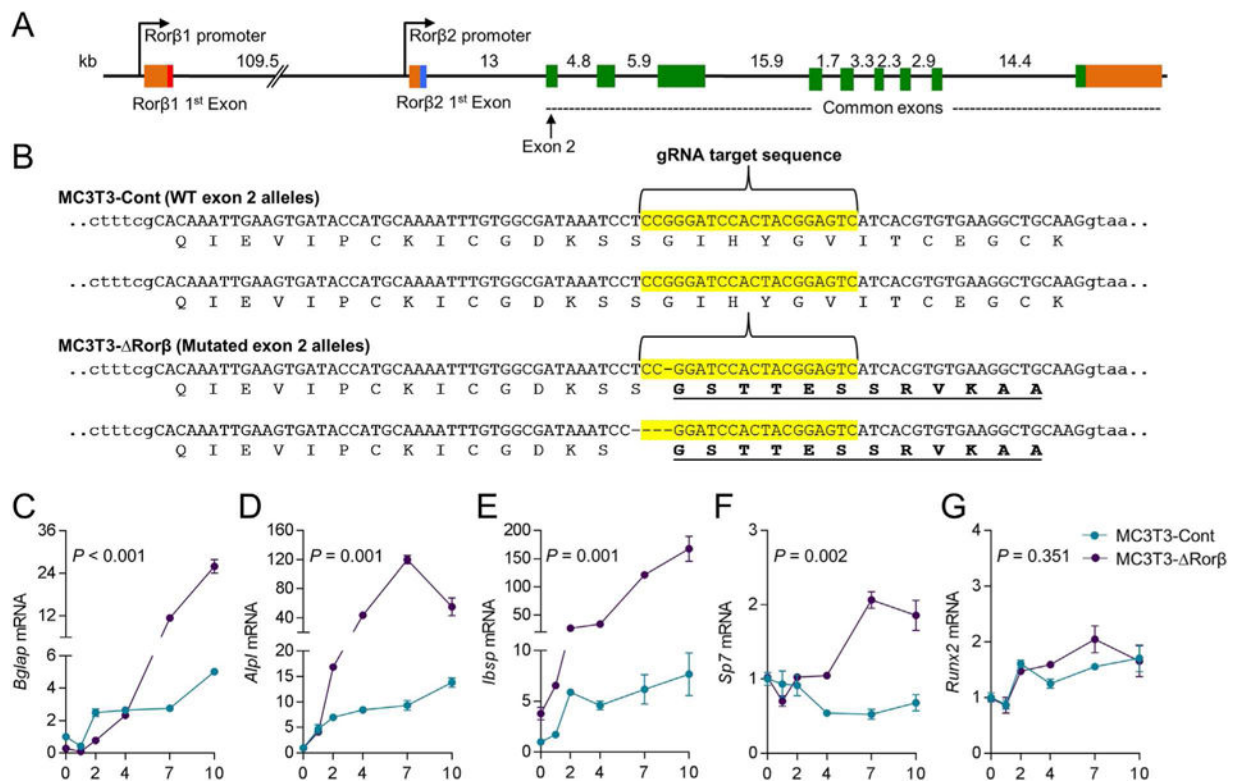 A
kb
Rorβ1 promoter
109.5
Rorβ1 1st Exon
Rorβ2 promoter
Rorβ2 1st Exon
13
4.8
5.9
15.9
1.7
3.3
2.3
2.9
14.4
Common exons
Exon 2
B
gRNA target sequence
MC3T3-Cont (WT exon 2 alleles)
..ctttcgCACAAATTGAAGTGATACCATGCAAAATTTGTGGCGATAAATCCTCCGGGATCCACTACGGAGTCATCACGTGTGAAGGCTGCAAGgtaa..
Q I E V I P C K I C G D K S S G I H Y G V I T C E G C K
..ctttcgCACAAATTGAAGTGATACCATGCAAAATTTGTGGCGATAAATCCTCCGGGATCCACTACGGAGTCATCACGTGTGAAGGCTGCAAGgtaa..
Q I E V I P C K I C G D K S S G I H Y G V I T C E G C K
MC3T3-ΔRorβ (Mutated exon 2 alleles)
..ctttcgCACAAATTGAAGTGATACCATGCAAAATTTGTGGCGATAAATCCTCC-GGATCCACTACGGAGTCATCACGTGTGAAGGCTGCAAGgtaa..
Q I E V I P C K I C G D K S S G S T T E S S R V K A A
..ctttcgCACAAATTGAAGTGATACCATGCAAAATTTGTGGCGATAAATCC----GGATCCACTACGGAGTCATCACGTGTGAAGGCTGCAAGgtaa..
Q I E V I P C K I C G D K S G S T T E S S R V K A A
C
Bglap mRNA
P < 0.001
36
26
16
6
4
2
0
0 2 4 7 10
D
Alpl mRNA
P = 0.001
160
120
80
40
20
15
10
5
0
0 2 4 7 10
E
Ibsp mRNA
P = 0.001
200
150
100
50
10
5
0
0 2 4 7 10
F
Sp7 mRNA
P = 0.002
3
2
1
0
0 2 4 7 10
G
Runx2 mRNA
P = 0.351
4
3
2
1
0
0 2 4 7 10
MC3T3-Cont
MC3T3-ΔRorβ